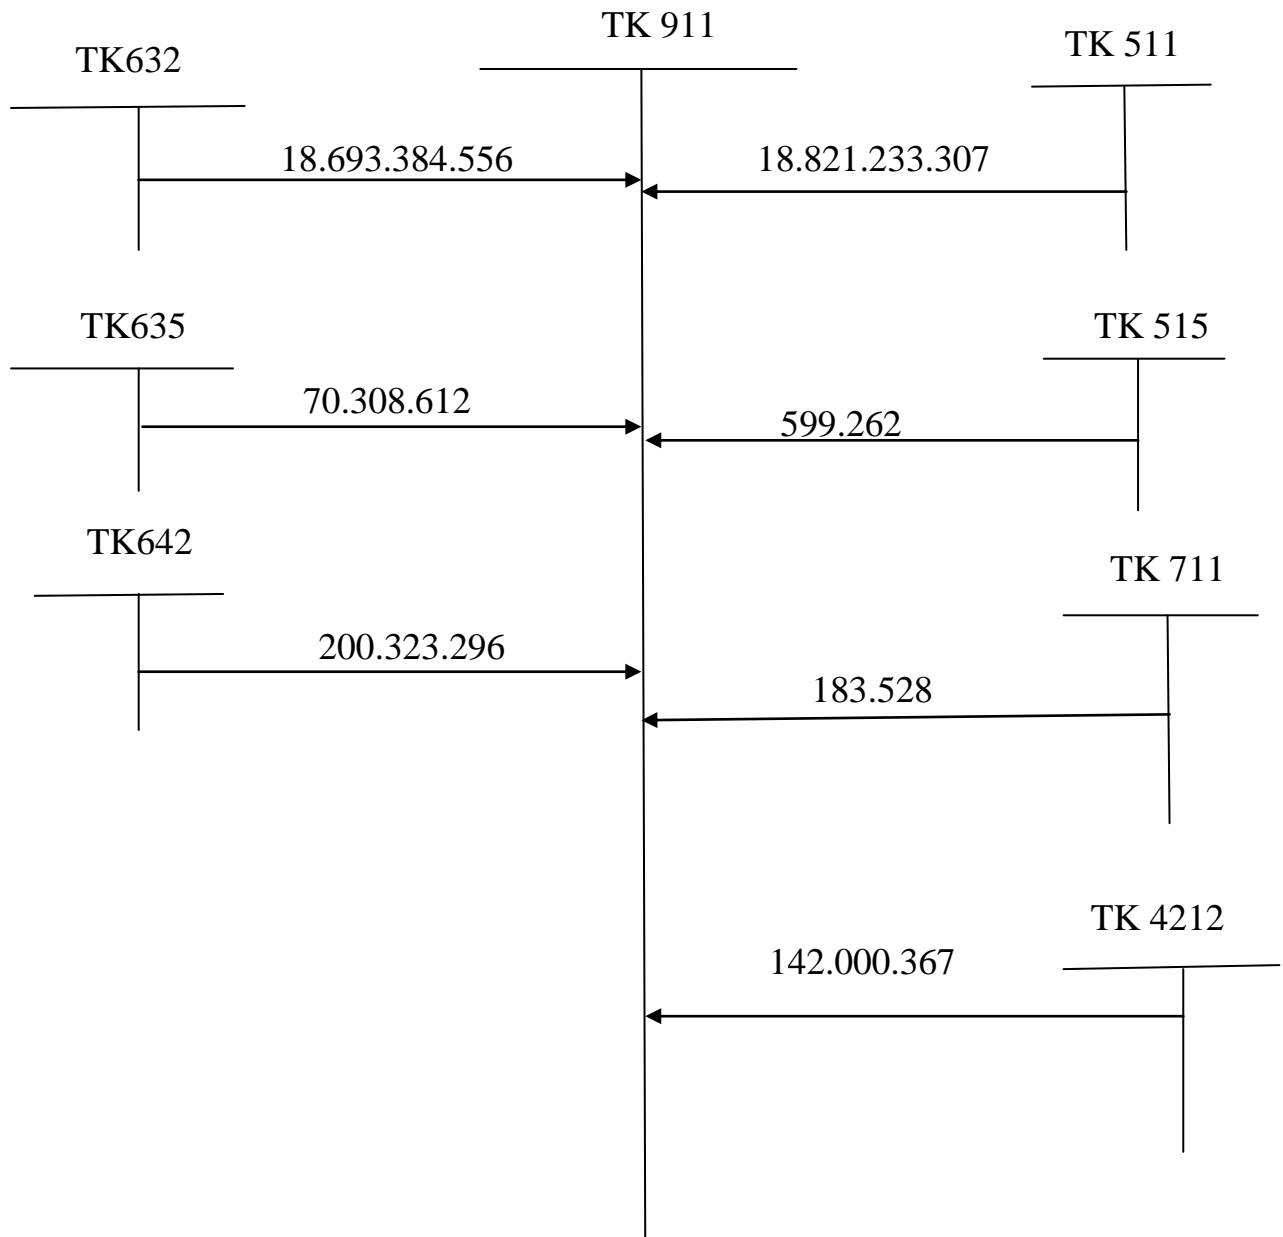 TK 911
TK632
TK 511
18.693.384.556
18.821.233.307
TK635
TK 515
70.308.612
599.262
TK642
TK 711
200.323.296
183.528
TK 4212
142.000.367